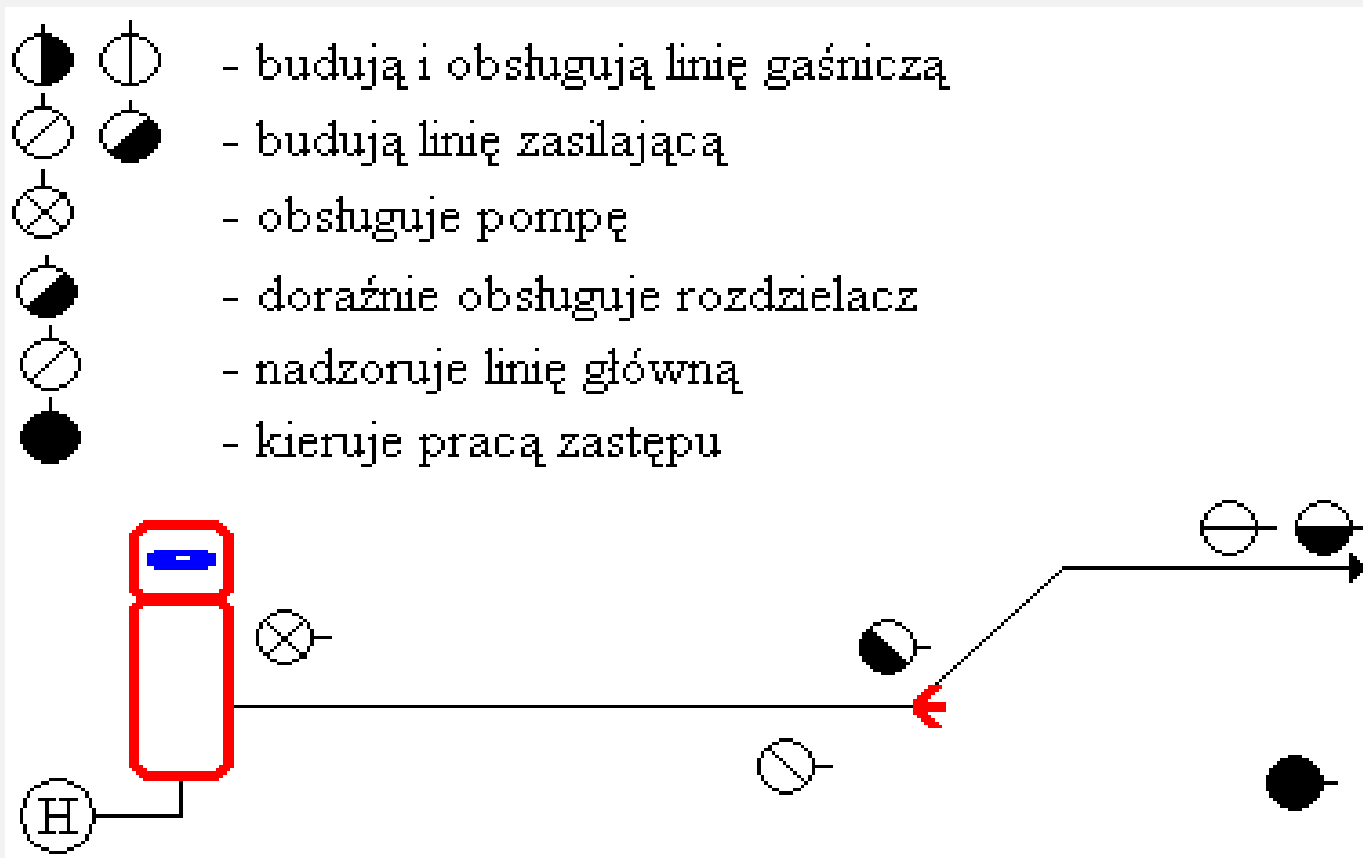 - budują i obsługują linię gaśniczą
- budują linię zasilającą
- obsługuje pompę
- doraźnie obsługuje rozdzielacz
- nadzoruje linię główną
- kieruje pracą zastępu
H